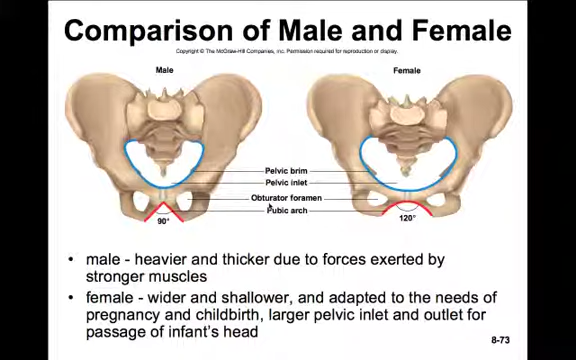 Comparison of Male and Female
Copyright © The McGraw-Hill Companies, Inc. Permission required for reproduction or display.
Male
Female
Pelvic brim
Pelvic inlet
Obturator foramen
Pubic arch
90°
120°
• male - heavier and thicker due to forces exerted by
stronger muscles
• female - wider and shallower, and adapted to the needs of
pregnancy and childbirth, larger pelvic inlet and outlet for
passage of infant's head
8-73